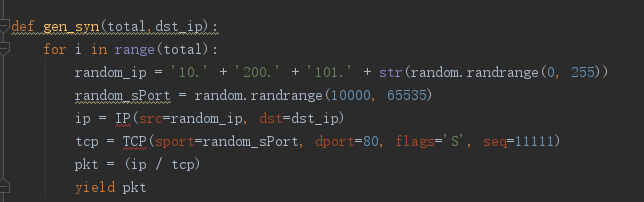 def gen_syn(total,dst_ip):
    for i in range(total):
        random_ip = '10.' + '200.' + '101.' + str(random.randrange(0, 255))
        random_sPort = random.randrange(10000, 65535)
        ip = IP(src=random_ip, dst=dst_ip)
        tcp = TCP(sport=random_sPort, dport=80, flags='S', seq=11111)
        pkt = (ip / tcp)
        yield pkt